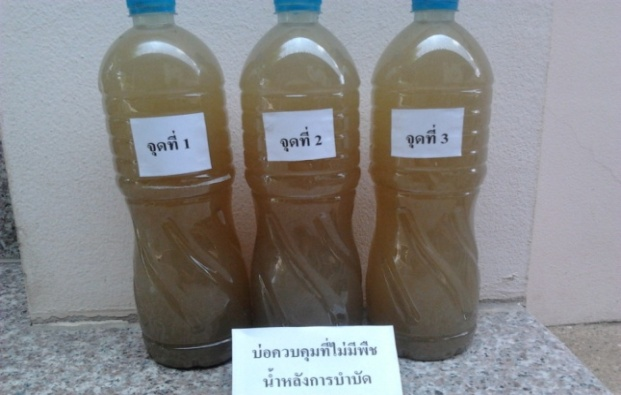 จุดที่ 1
จุดที่ 2
จุดที่ 3
บ่อควบคุมที่ไม่มีพืช
น้ำหลังการบำบัด